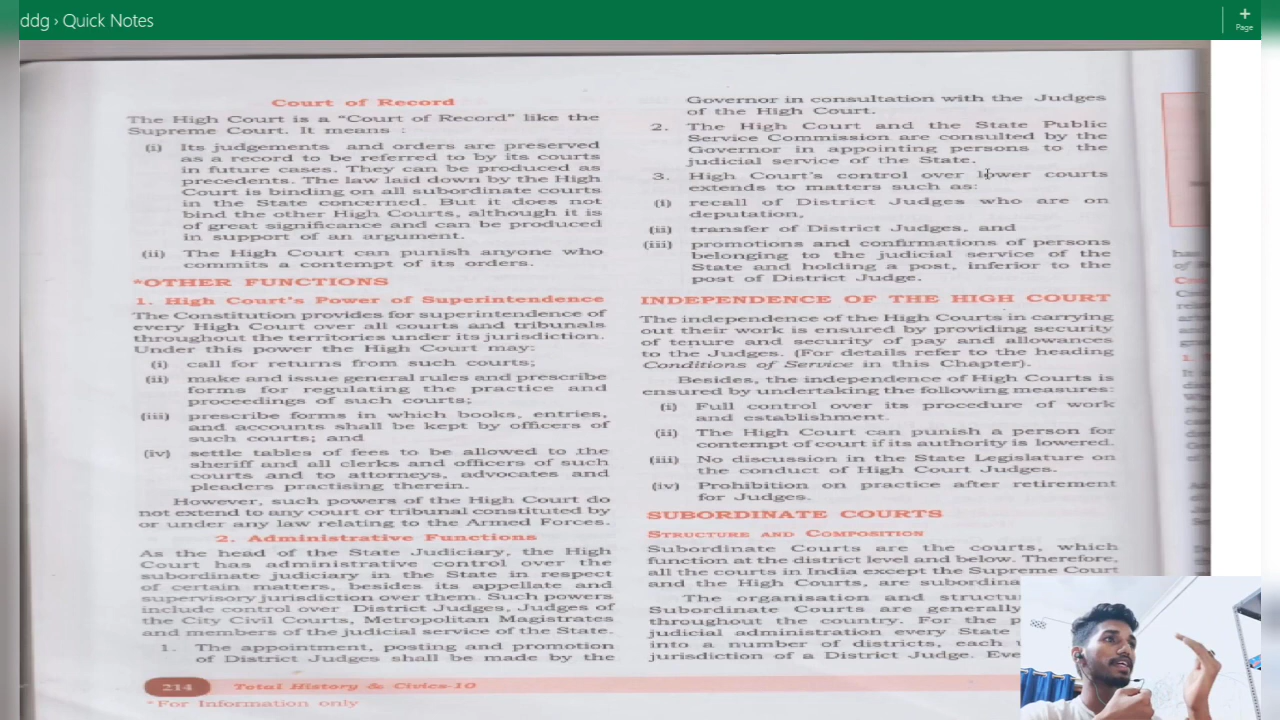 ddg › Quick Notes
+
Page
Court of Record
The High Court is a "Court of Record" like the
Supreme Court. It means :
(i) Its judgements and orders are preserved
as a record to be referred to by its courts
in future cases. They can be produced as
precedents. The law laid down by the High
Court is binding on all subordinate courts
in the State concerned. But it does not
bind the other High Courts, although it is
of great significance and can be produced
in support of an argument.
(ii) The High Court can punish anyone who
commits a contempt of its orders.
*OTHER FUNCTIONS
1. High Court's Power of Superintendence
The Constitution provides for superintendence of
every High Court over all courts and tribunals
throughout the territories under its jurisdiction.
Under this power the High Court may:
(i) call for returns from such courts;
(ii) make and issue general rules and prescribe
forms for regulating the practice and
proceedings of such courts;
(iii) prescribe forms in which books, entries,
and accounts shall be kept by officers of
such courts; and
(iv) settle tables of fees to be allowed to the
sheriff and all clerks and officers of such
courts and to attorneys, advocates and
pleaders practising therein.
However, such powers of the High Court do
not extend to any court or tribunal constituted by
or under any law relating to the Armed Forces.
2. Administrative Functions
As the head of the State Judiciary, the High
Court has administrative control over the
subordinate judiciary in the State in respect
of certain matters, besides its appellate and
supervisory jurisdiction over them. Such powers
include control over District Judges, Judges of
the City Civil Courts, Metropolitan Magistrates
and members of the judicial service of the State.
1. The appointment, posting and promotion
of District Judges shall be made by the
Governor in consultation with the Judges
of the High Court.
2. The High Court and the State Public
Service Commission are consulted by the
Governor in appointing persons to the
judicial service of the State.
3. High Court's control over lower courts
extends to matters such as:
(i) recall of District Judges who are on
deputation,
(ii) transfer of District Judges, and
(iii) promotions and confirmations of persons
belonging to the judicial service of the
State and holding a post, inferior to the
post of District Judge.
INDEPENDENCE OF THE HIGH COURT
The independence of the High Courts in carrying
out their work is ensured by providing security
of tenure and security of pay and allowances
to the Judges. (For details refer to the heading
Conditions of Service in this Chapter).
Besides, the independence of High Courts is
ensured by undertaking the following measures:
(i) Full control over its procedure of work
and establishment.
(ii) The High Court can punish a person for
contempt of court if its authority is lowered.
(iii) No discussion in the State Legislature on
the conduct of High Court Judges.
(iv) Prohibition on practice after retirement
for Judges.
SUBORDINATE COURTS
STRUCTURE AND COMPOSITION
Subordinate Courts are the courts, which
function at the district level and below. Therefore,
all the courts in India except the Supreme Court
and the High Courts, are subordina
The organisation and structu
Subordinate Courts are generally
throughout the country. For the p
judicial administration every State
into a number of districts, each
jurisdiction of a District Judge. Eve
214 Total History & Civics-10
*For Information only